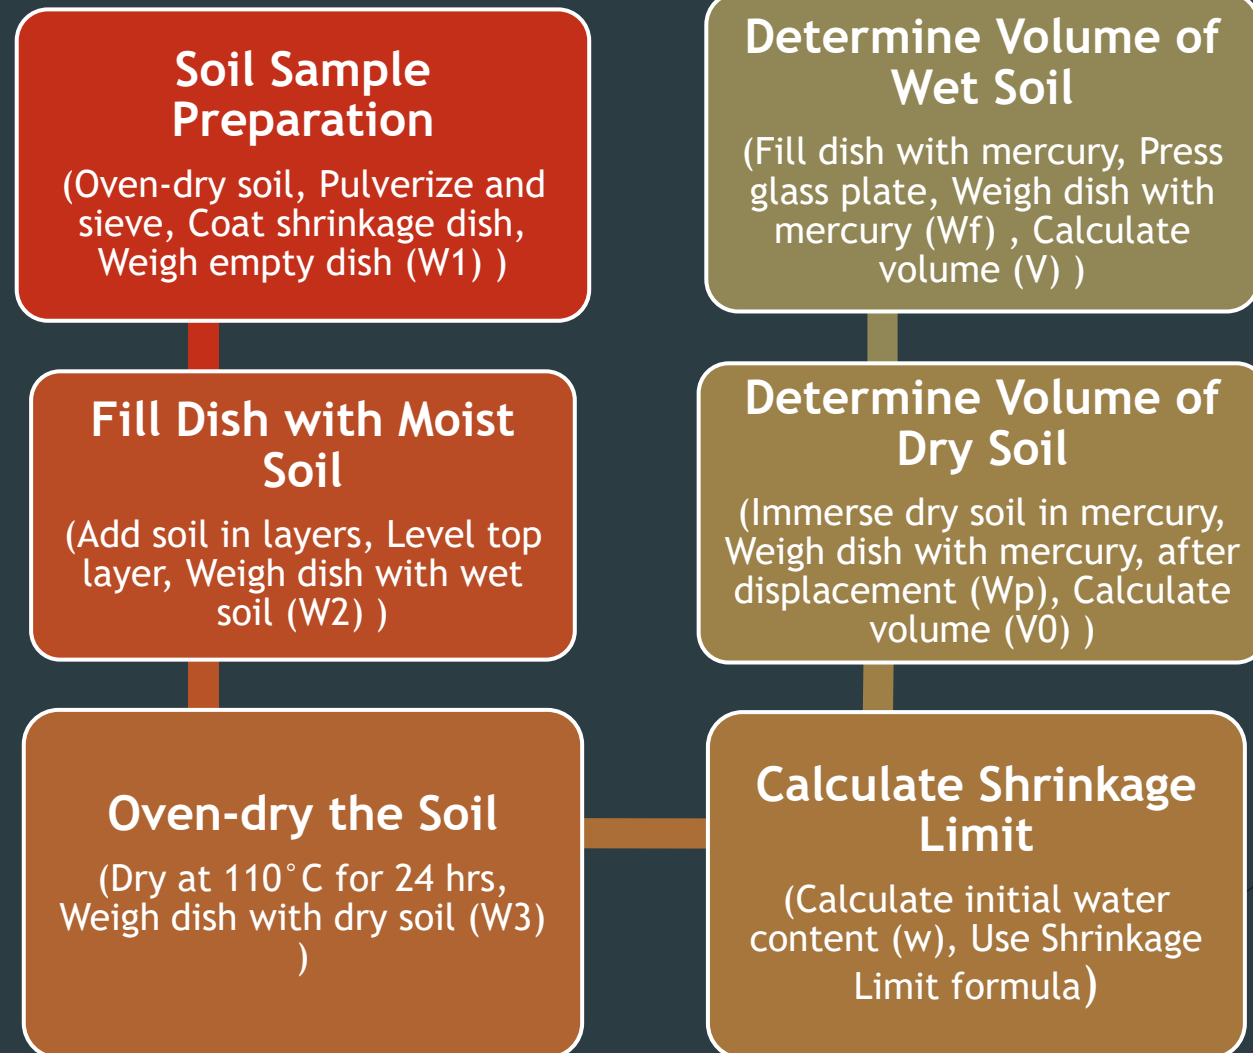 Soil Sample
Preparation
(Oven-dry soil, Pulverize and
sieve, Coat shrinkage dish,
Weigh empty dish (W1) )
Fill Dish with Moist
Soil
(Add soil in layers, Level top
layer, Weigh dish with wet
soil (W2) )
Oven-dry the Soil
(Dry at 110°C for 24 hrs,
Weigh dish with dry soil (W3)
)
Calculate Shrinkage
Limit
(Calculate initial water
content (w), Use Shrinkage
Limit formula)
Determine Volume of
Dry Soil
(Immerse dry soil in mercury,
Weigh dish with mercury, after
displacement (Wp), Calculate
volume (V0) )
Determine Volume of
Wet Soil
(Fill dish with mercury, Press
glass plate, Weigh dish with
mercury (Wf) , Calculate
volume (V) )